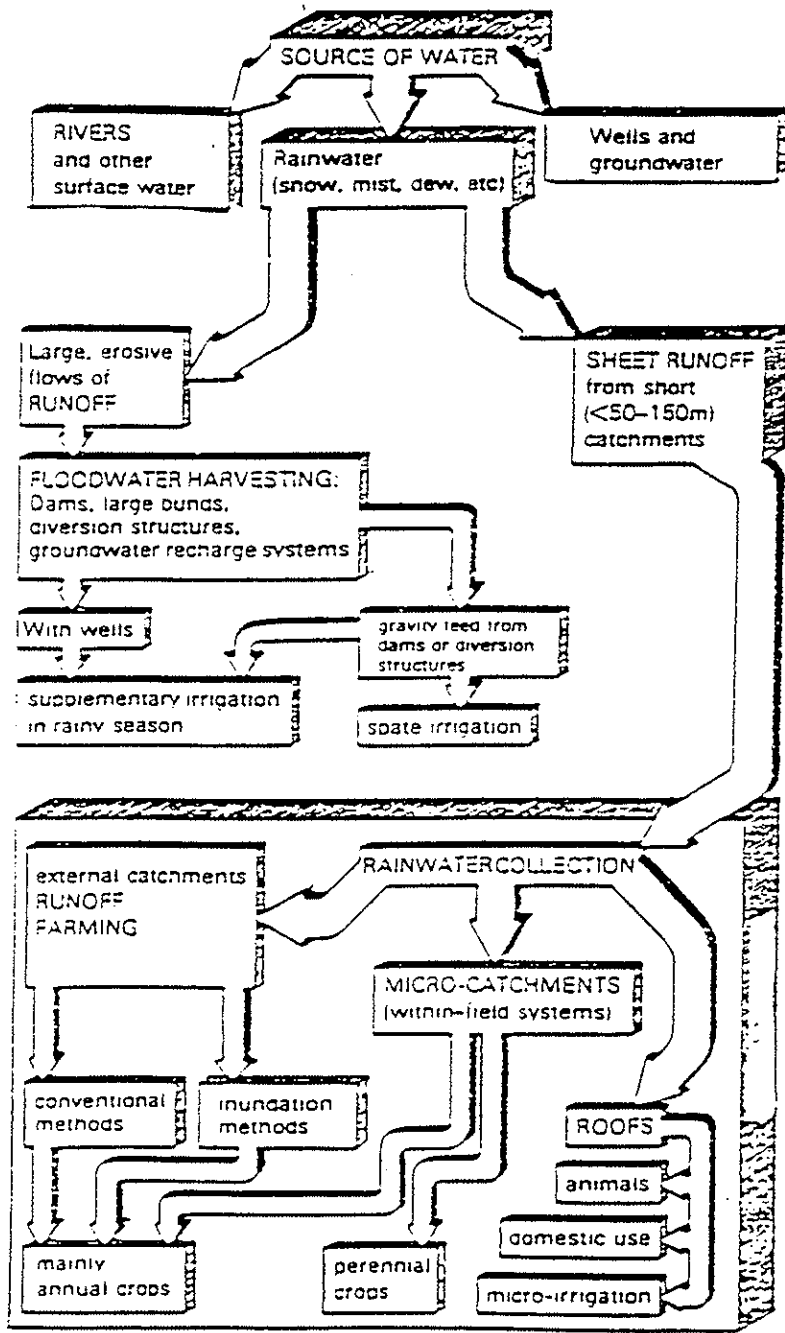 SOURCE OF WATER
RIVERS
and other
surface water
Rainwater
(snow, mist, dew, etc)
Wells and
groundwater
Large, erosive
flows of
RUNOFF
SHEET RUNOFF
from short
(<50–150m)
catchments
FLOODWATER HARVESTING:
Dams, large bunds,
diversion structures,
groundwater recharge systems
With wells
gravity feed from
dams or diversion
structures
supplementary irrigation
in rainy season
spate irrigation
external catchments
RUNOFF
FARMING
RAINWATER COLLECTION
MICRO-CATCHMENTS
(within-field systems)
conventional
methods
inundation
methods
ROOFS
animals
domestic use
micro-irrigation
mainly
annual crops
perennial
crops